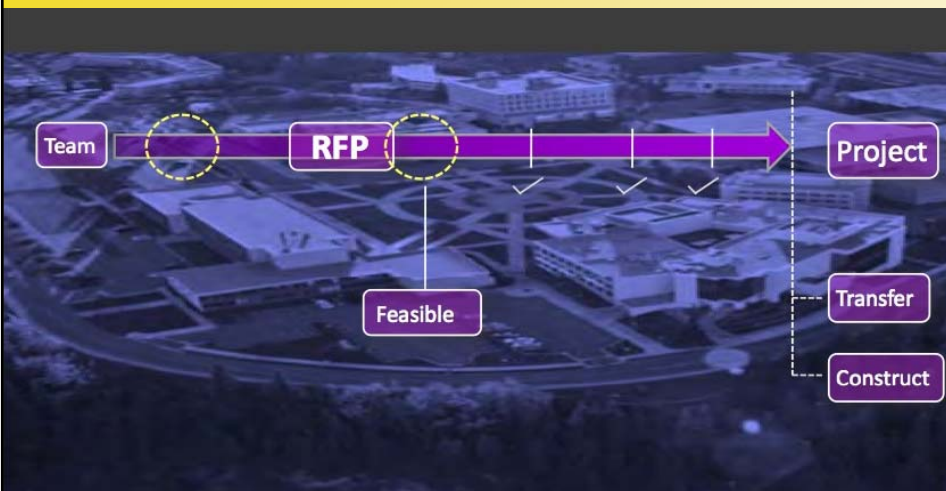 Team
RFP
Project
Feasible
Transfer
Construct